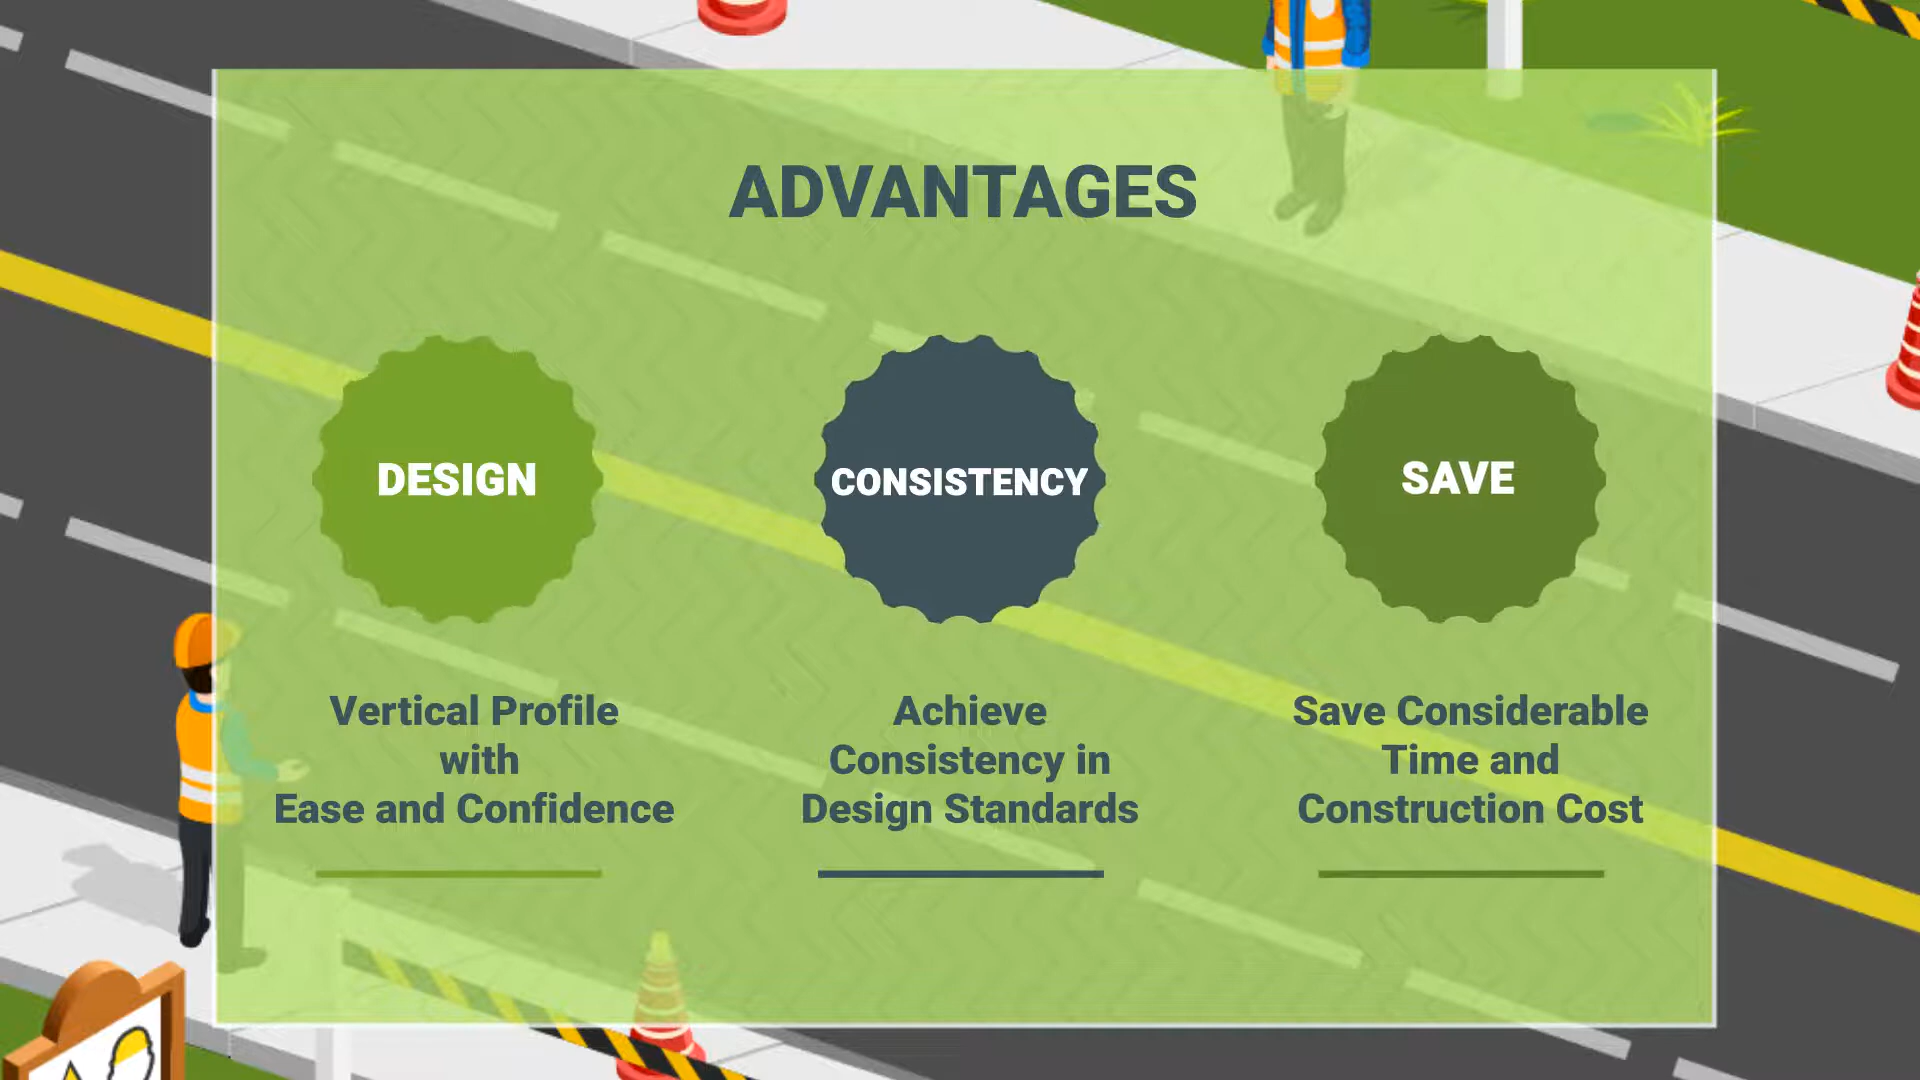 ADVANTAGES
DESIGN
CONSISTENCY
SAVE
Vertical Profile
with
Ease and Confidence
Achieve
Consistency in
Design Standards
Save Considerable
Time and
Construction Cost